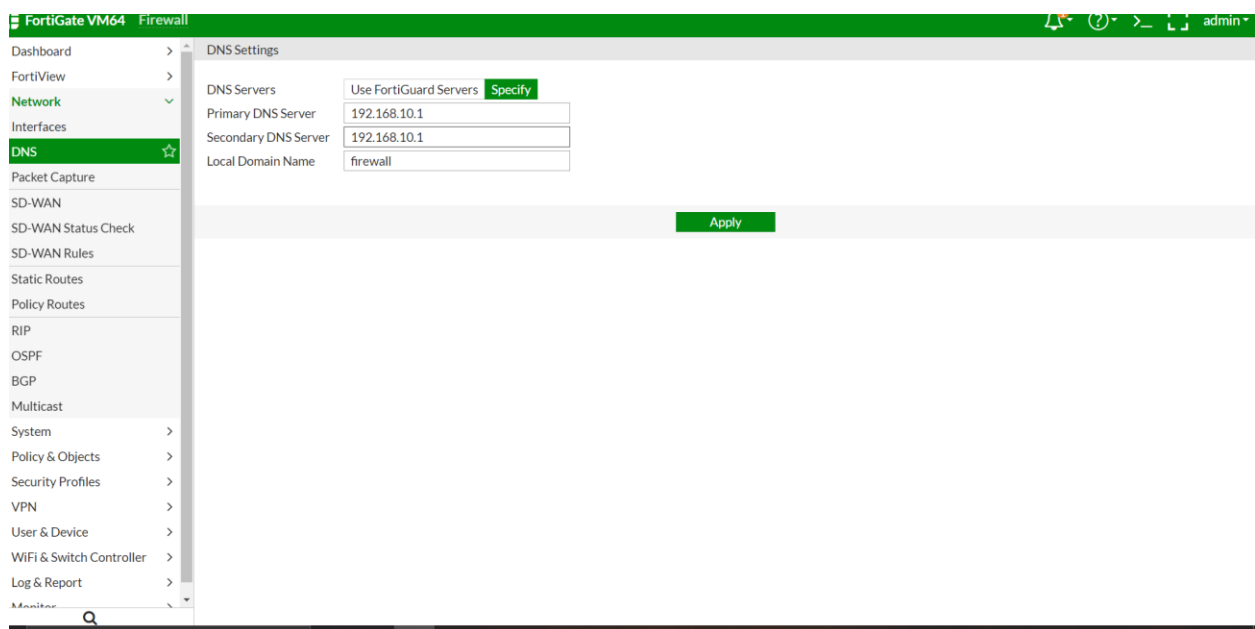 FortiGate VM64 Firewall
admin
Dashboard
FortiView
Network
Interfaces
DNS
Packet Capture
SD-WAN
SD-WAN Status Check
SD-WAN Rules
Static Routes
Policy Routes
RIP
OSPF
BGP
Multicast
System
Policy & Objects
Security Profiles
VPN
User & Device
WiFi & Switch Controller
Log & Report
Monitor
DNS Settings
DNS Servers Use FortiGuard Servers Specify
Primary DNS Server 192.168.10.1
Secondary DNS Server 192.168.10.1
Local Domain Name firewall
Apply